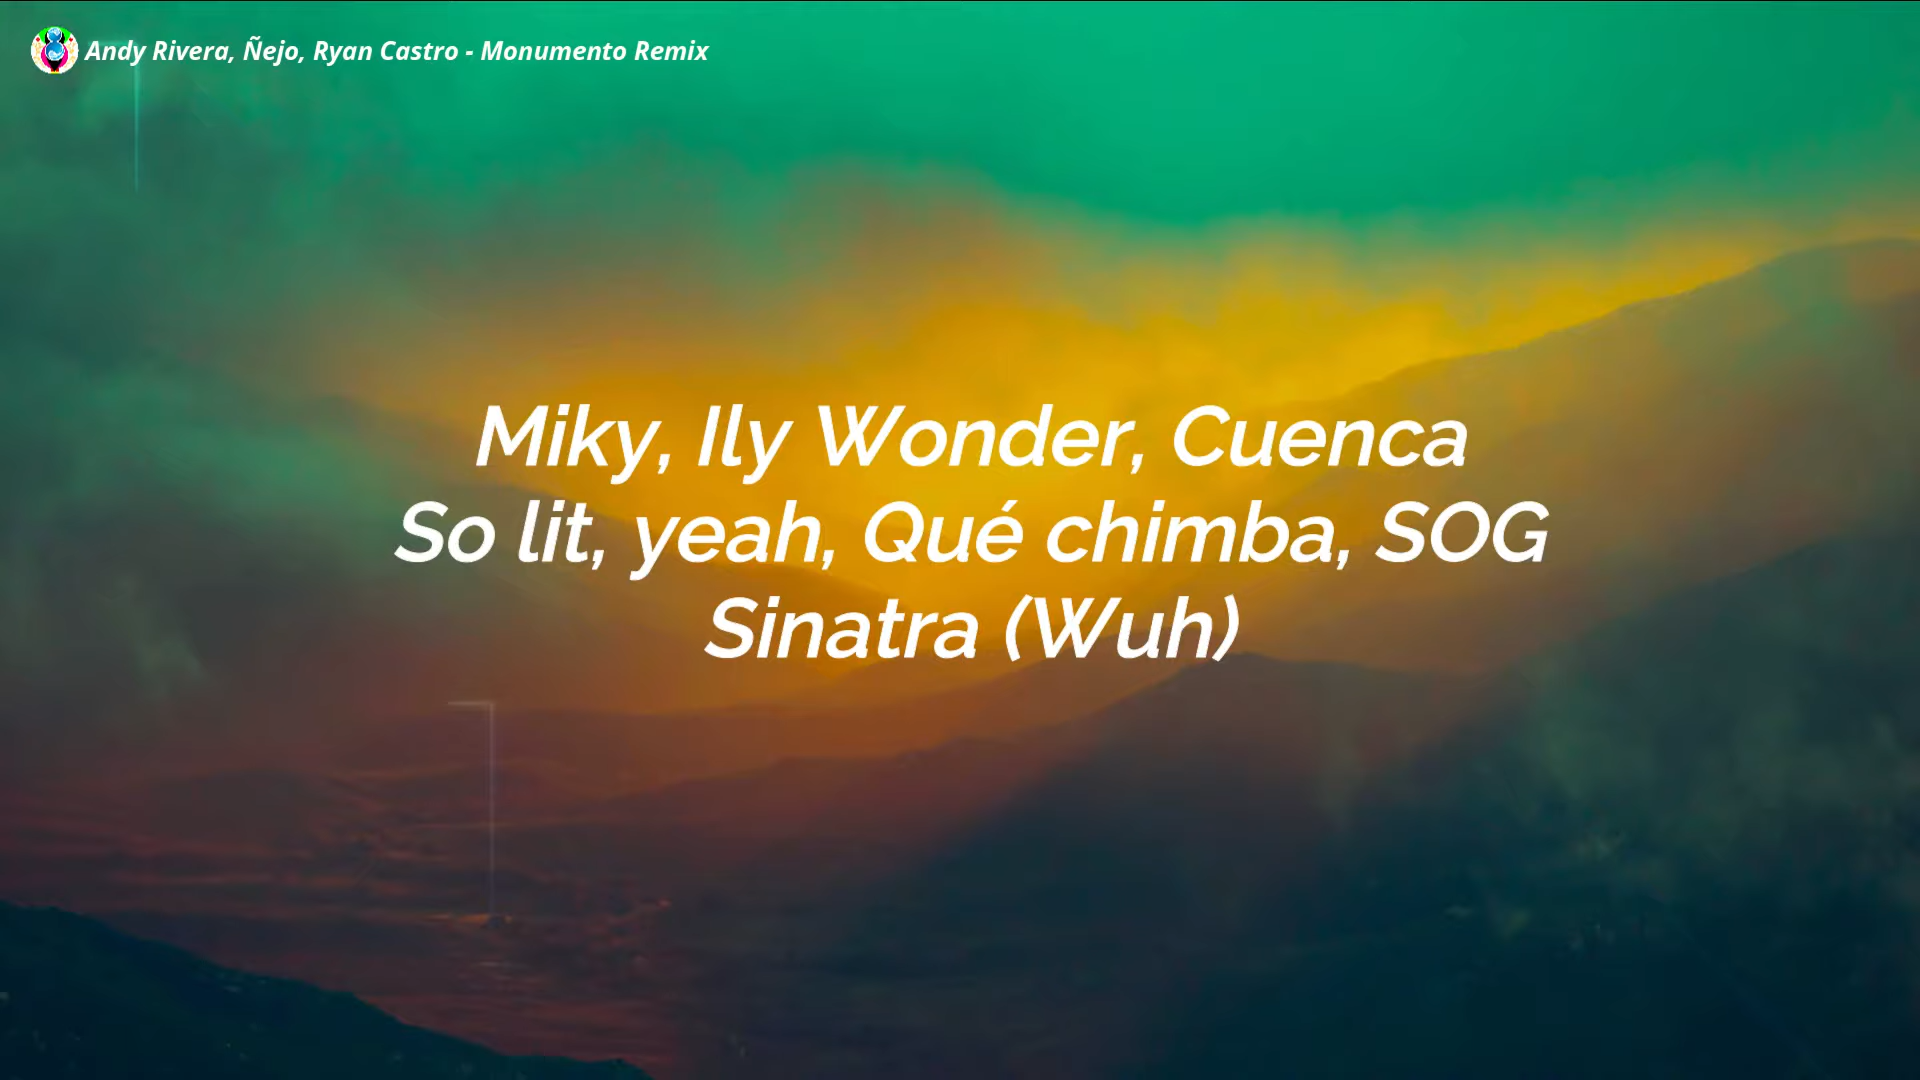 Andy Rivera, Ñejo, Ryan Castro - Monumento Remix
Miky, Ily Wonder, Cuenca
So lit, yeah, Qué chimba, SOG
Sinatra (Wuh)